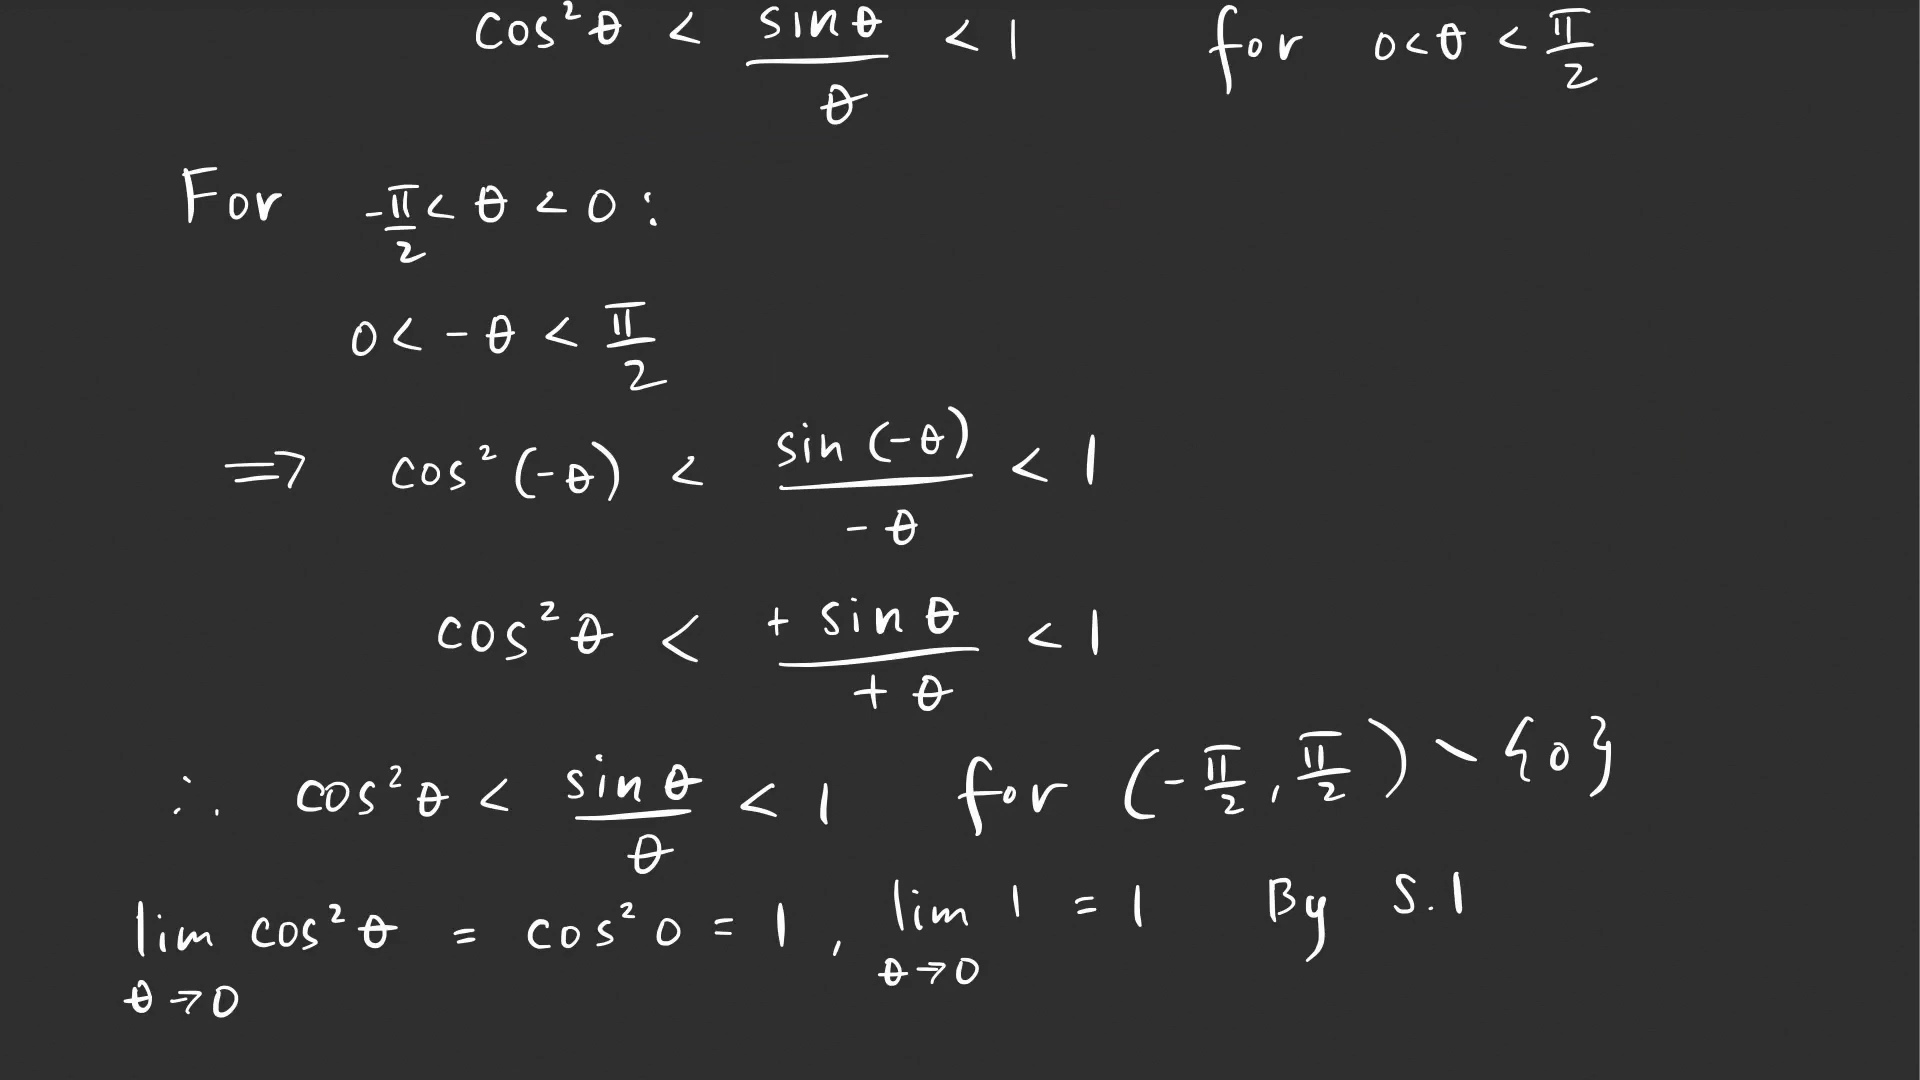 cos²θ < sinθ/θ < 1 for 0<θ<π/2
For -π/2 < θ < 0 :
0 < -θ < π/2
⇒ cos²(-θ) < sin(-θ)/-θ < 1
cos²θ < + sinθ/+ θ < 1
∴ cos²θ < sinθ/θ < 1 for (-π/2, π/2) \ {0}
lim θ→0 cos²θ = cos²0 = 1, lim θ→0 1 = 1 By S.1